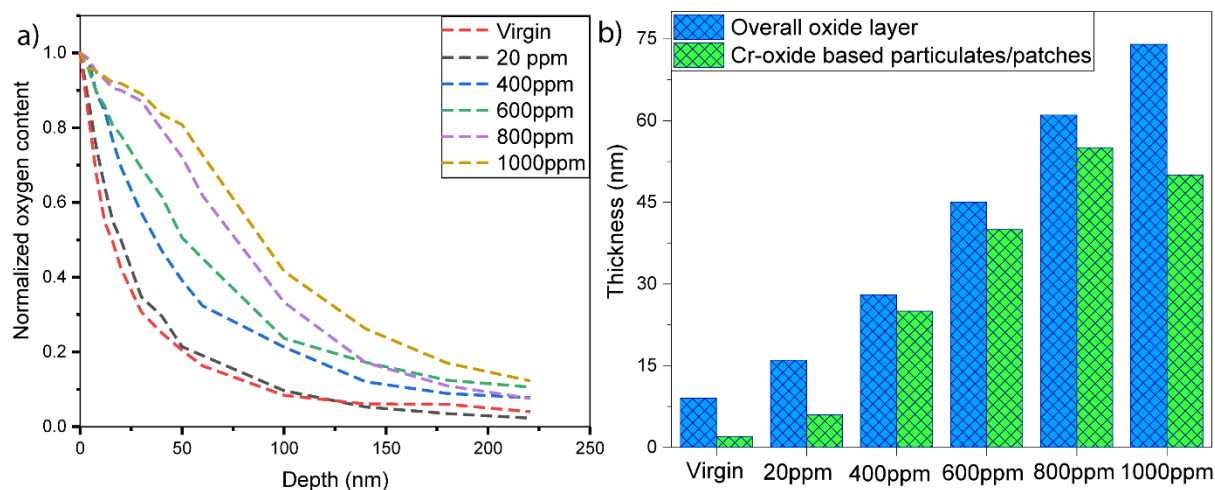 a)
Normalized oxygen content
1.0
0.8
0.6
0.4
0.2
0.0
0
50
100
150
200
250
Depth (nm)
Virgin
20 ppm
400ppm
600ppm
800ppm
1000ppm
b)
Overall oxide layer
Cr-oxide based particulates/patches
Thickness (nm)
75
60
45
30
15
0
Virgin
20ppm
400ppm
600ppm
800ppm
1000ppm